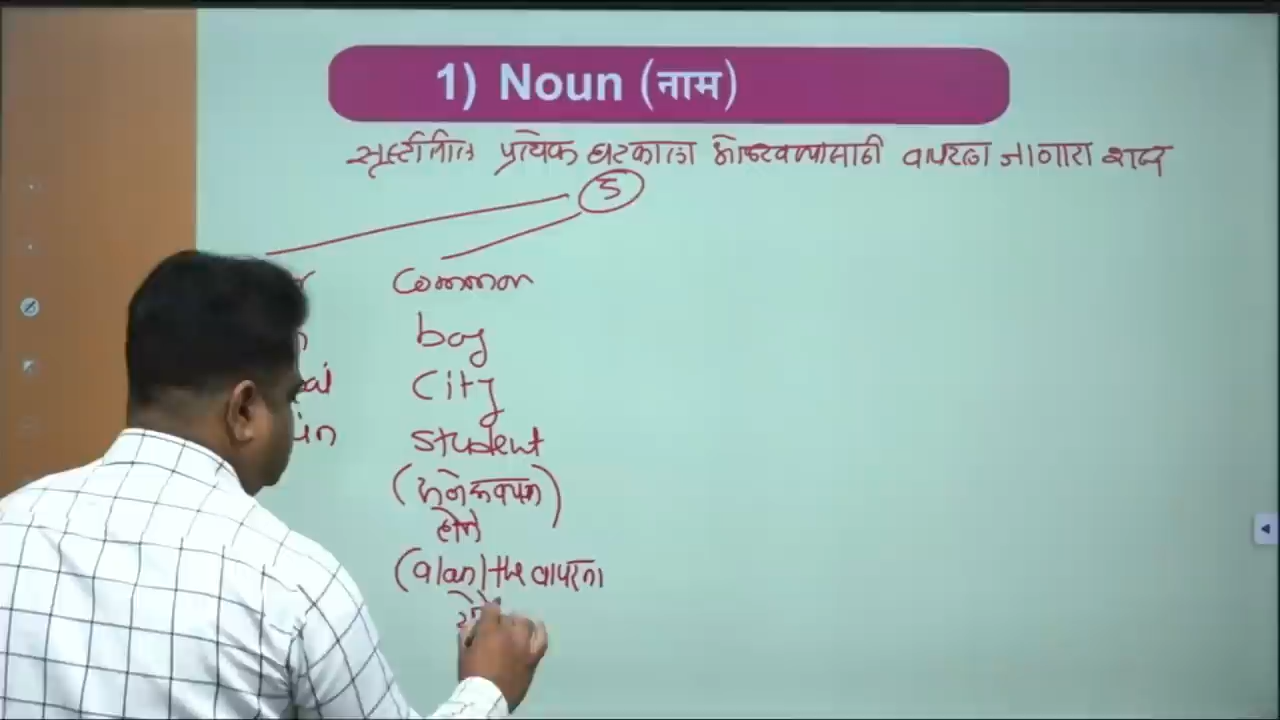 1) Noun (नाम)
सृष्टीतील प्रत्येक घटकाला ओळखण्यासाठी वापरला जाणारा शब्द
5
Common
boy
City
student
(अनेकवचन)
होते
(a/an/the वापरता